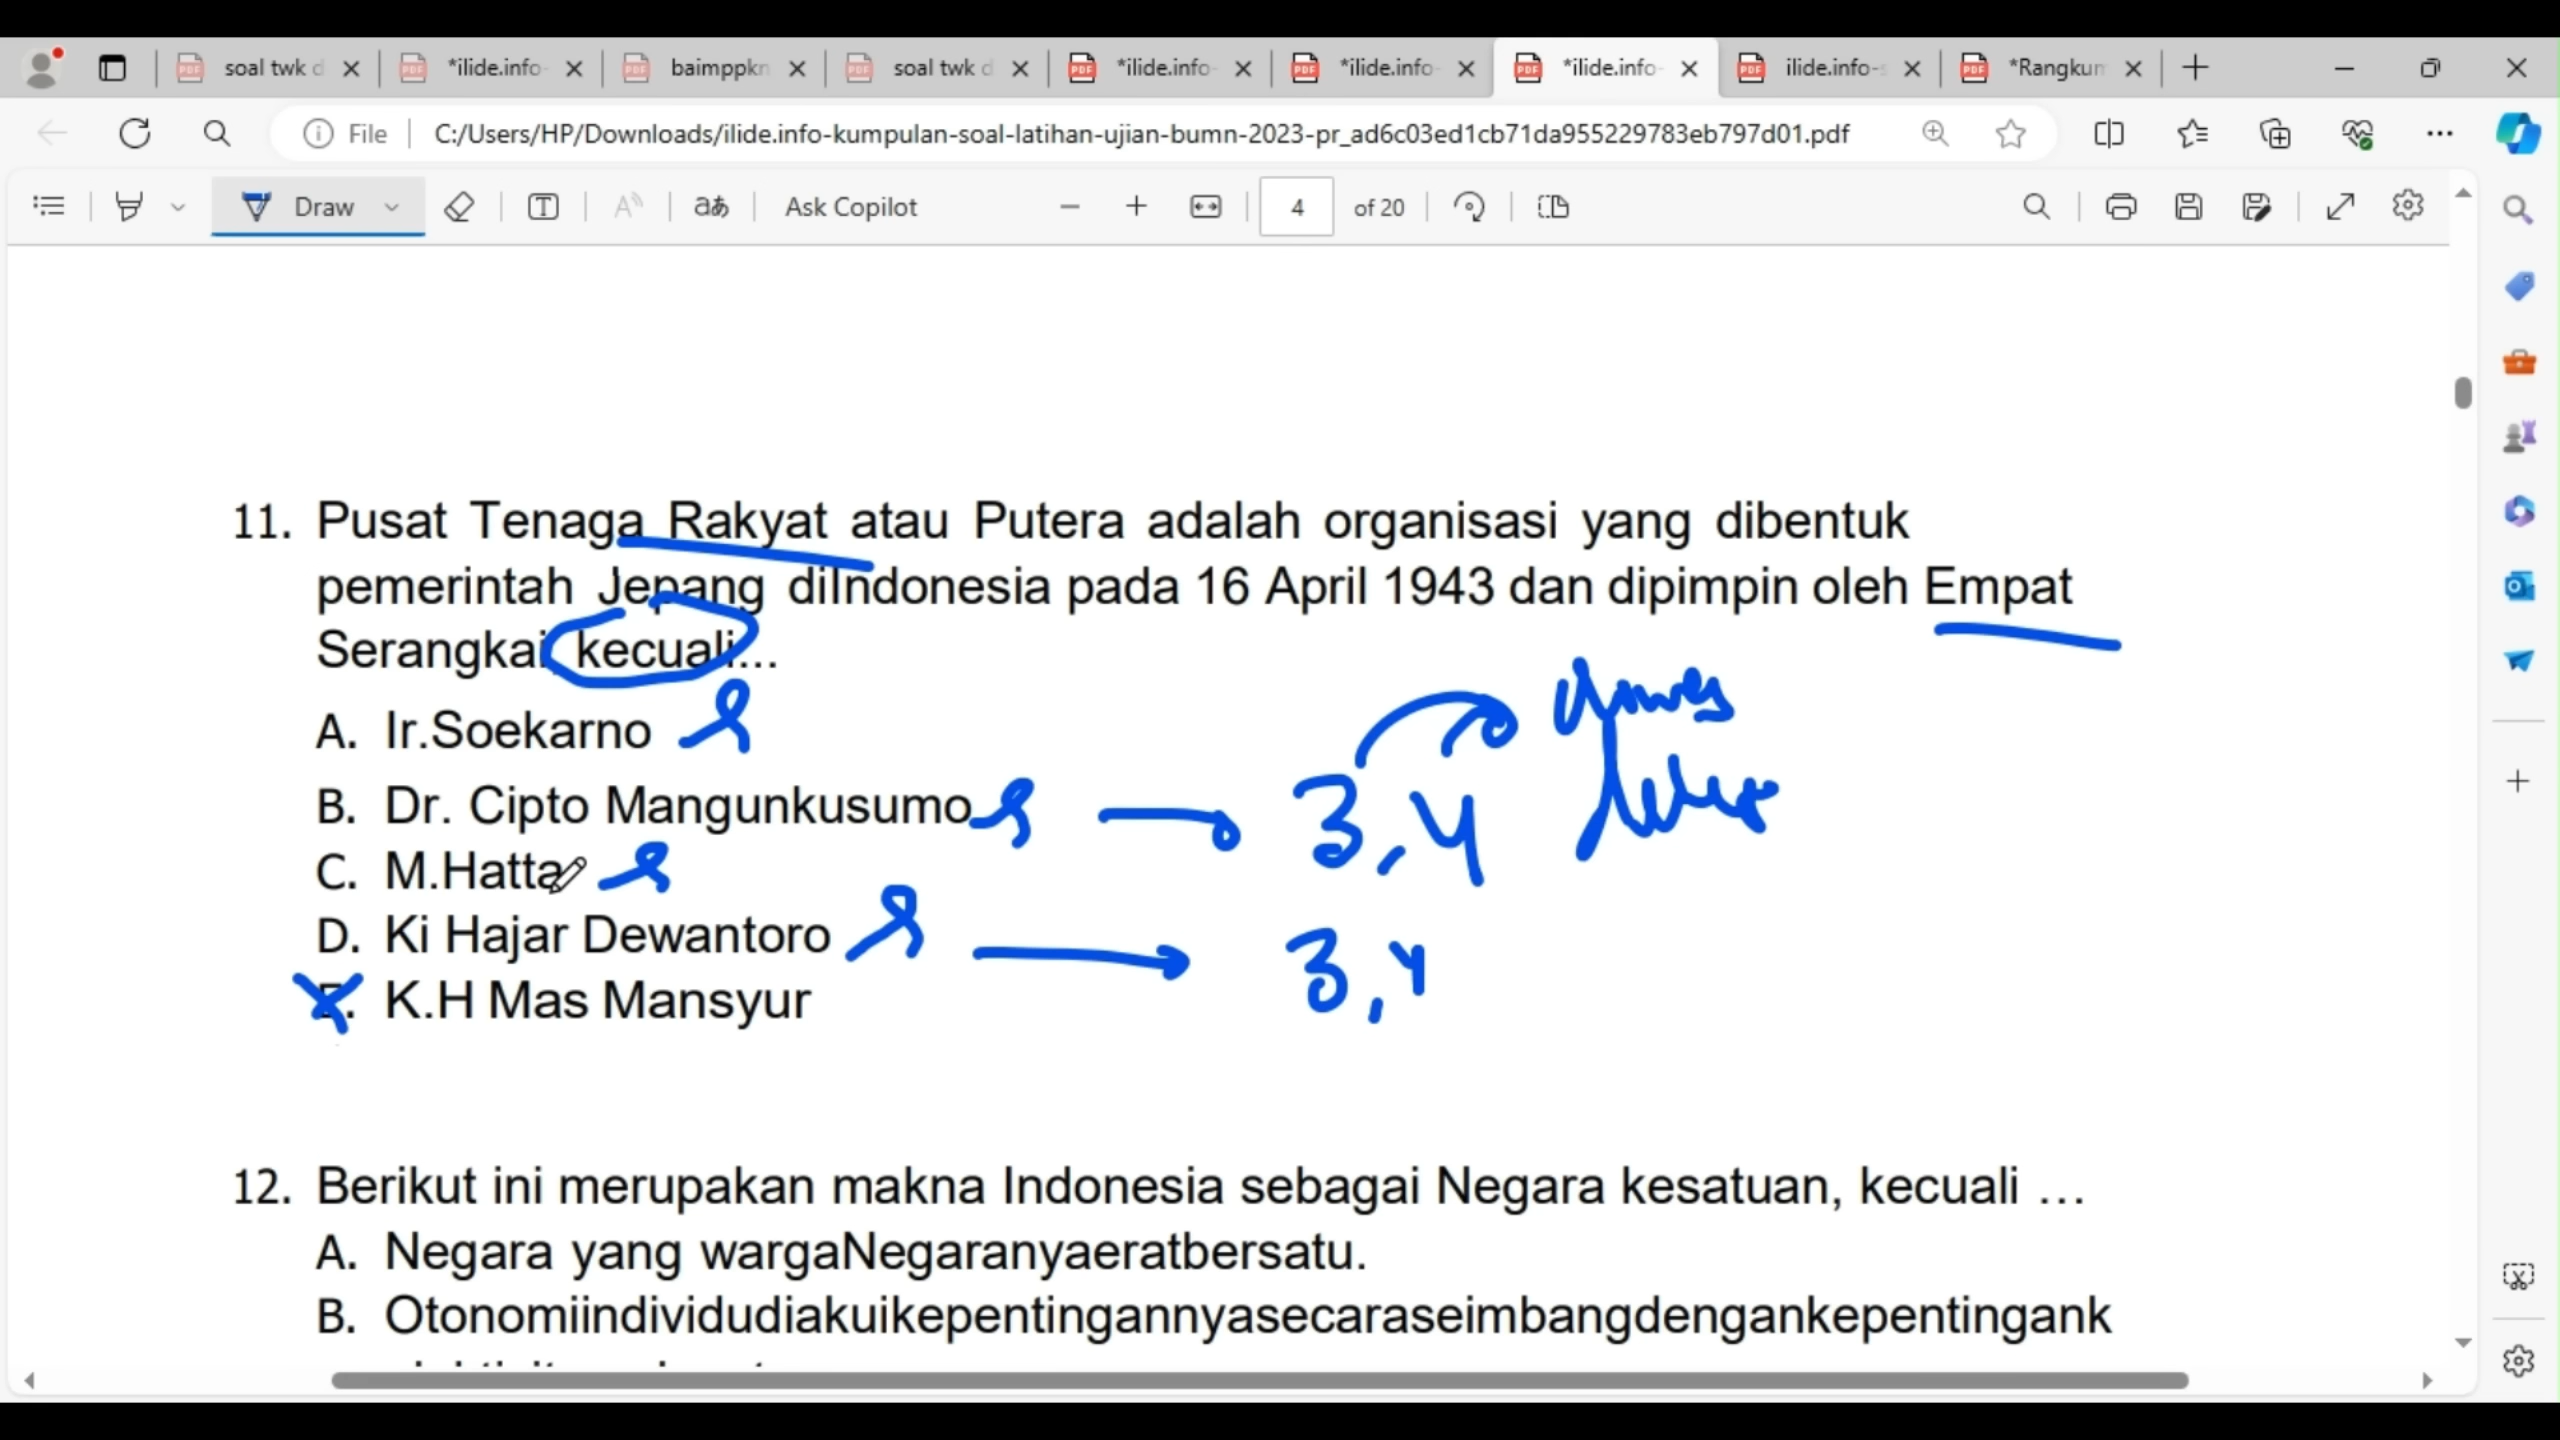 soal twk d
*ilide.info-
baimppkn
soal twk d
*ilide.info-
*ilide.info-
*ilide.info-
ilide.info-s
*Rangkum
File
C:/Users/HP/Downloads/ilide.info-kumpulan-soal-latihan-ujian-bumn-2023-pr_ad6c03ed1cb71da955229783eb797d01.pdf
Draw
Ask Copilot
4 of 20
11. Pusat Tenaga Rakyat atau Putera adalah organisasi yang dibentuk
pemerintah Jepang diIndonesia pada 16 April 1943 dan dipimpin oleh Empat
Serangkai kecuali...
A. Ir.Soekarno
B. Dr. Cipto Mangunkusumo
3,4
C. M.Hatta
D. Ki Hajar Dewantoro
3,4
E. K.H Mas Mansyur
12. Berikut ini merupakan makna Indonesia sebagai Negara kesatuan, kecuali ...
A. Negara yang wargaNegaranyaeratbersatu.
B. Otonomiindividudiakuikepentingannyasecaraseimbangdengankepentingank